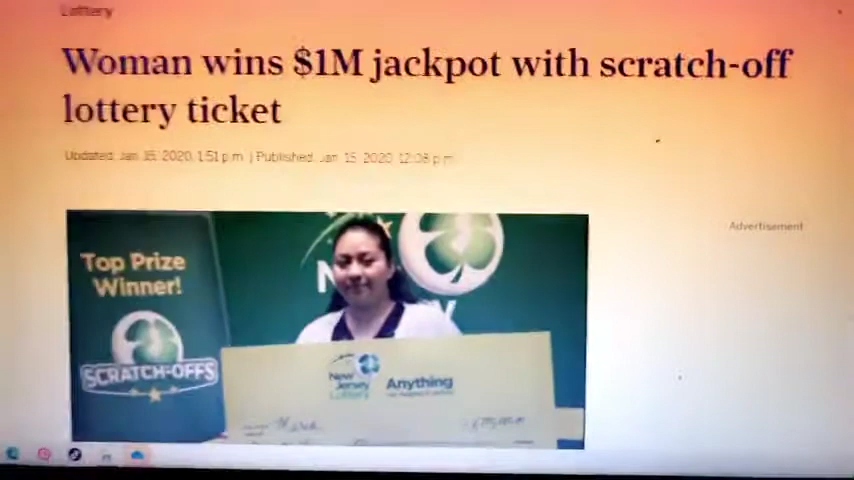 Lottery
Woman wins $1M jackpot with scratch-off
lottery ticket
Updated: Jan. 15, 2020, 1:51 p.m. | Published: Jan. 15, 2020, 12:08 p.m.
Advertisement
Top Prize
Winner!
SCRATCH-OFFS
New
Jersey
Lottery
Anything